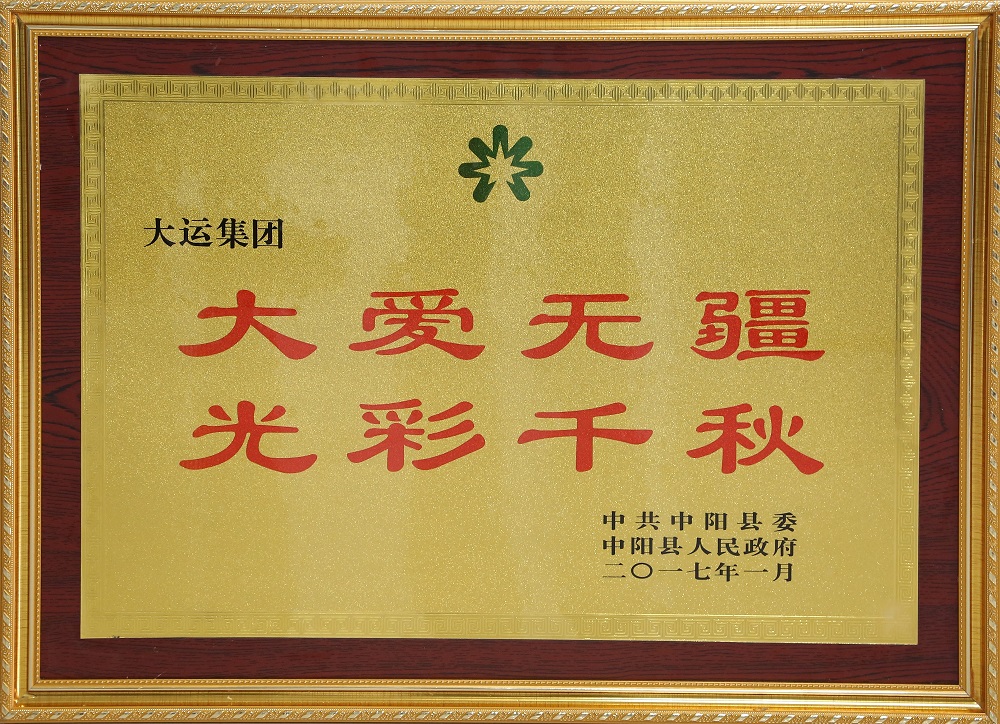 大运集团
大爱无疆
光彩千秋
中共中阳县委
中阳县人民政府
二〇一七年一月